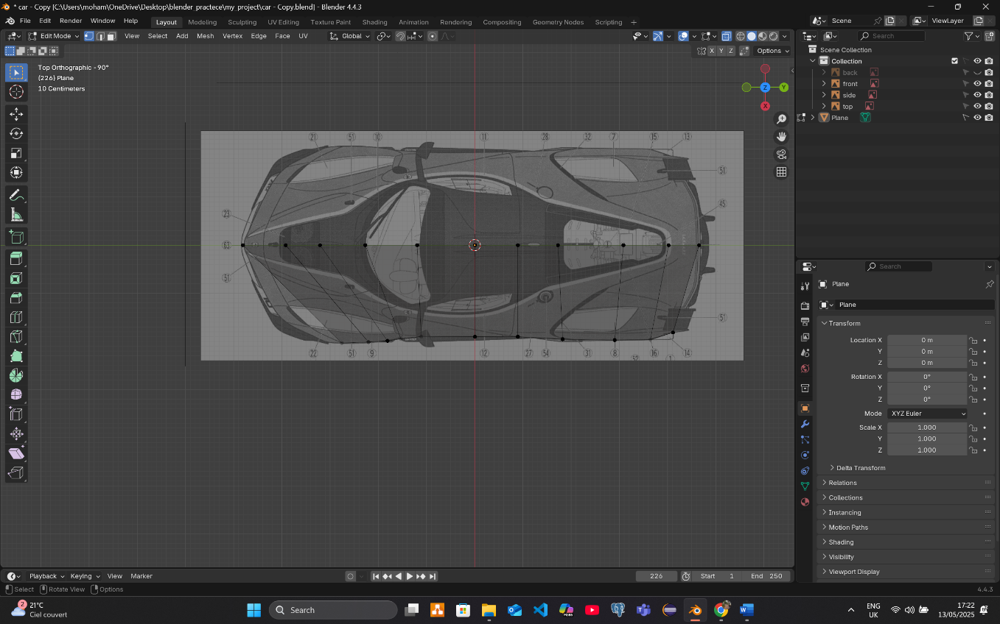 * car - Copy [C:\Users\moham\OneDrive\Desktop\blender_practece\my_project\car - Copy.blend] - Blender 4.4.3
File Edit Render Window Help
Layout Modeling Sculpting UV Editing Texture Paint Shading Animation Rendering Compositing Geometry Nodes Scripting +
Scene
ViewLayer
Edit Mode View Select Add Mesh Vertex Edge Face UV
Global
Search
X Y Z
Options
Top Orthographic - 90°
(226) Plane
10 Centimeters
Z
Y
X
Scene Collection
Collection
back
front
side
top
Plane
21 51 10 11 28 32 7 15 13
51
45
23
63
51
51
22 51 9 12 27 54 31 8 16 14
Search
Plane
Plane
Transform
Location X 0 m
Y 0 m
Z 0 m
Rotation X 0°
Y 0°
Z 0°
Mode XYZ Euler
Scale X 1.000
Y 1.000
Z 1.000
Delta Transform
Relations
Collections
Instancing
Motion Paths
Shading
Visibility
Viewport Display
Playback Keying View Marker
226
Start 1
End 250
Select Rotate View Options
4.4.3
2
21°C
Ciel couvert
Search
ENG
UK
17:22
13/05/2025